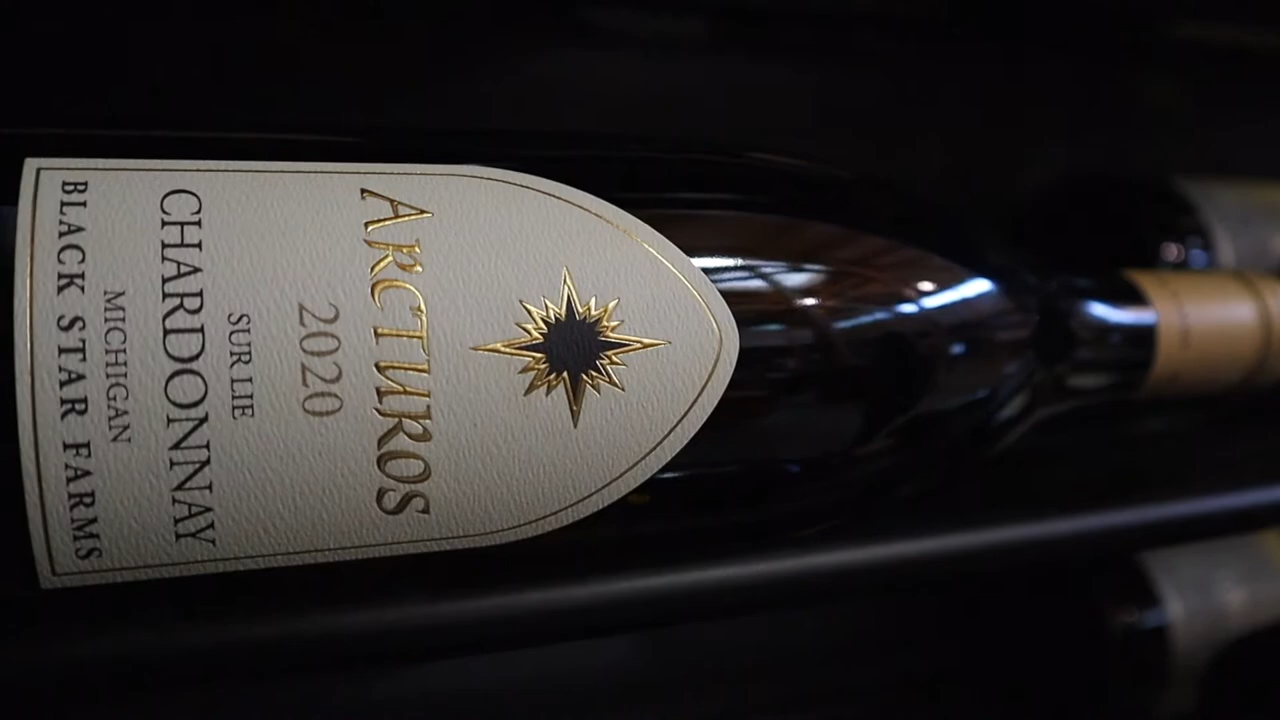 ARCTUROS
2020
SUR LIE
CHARDONNAY
MICHIGAN
BLACK STAR FARMS